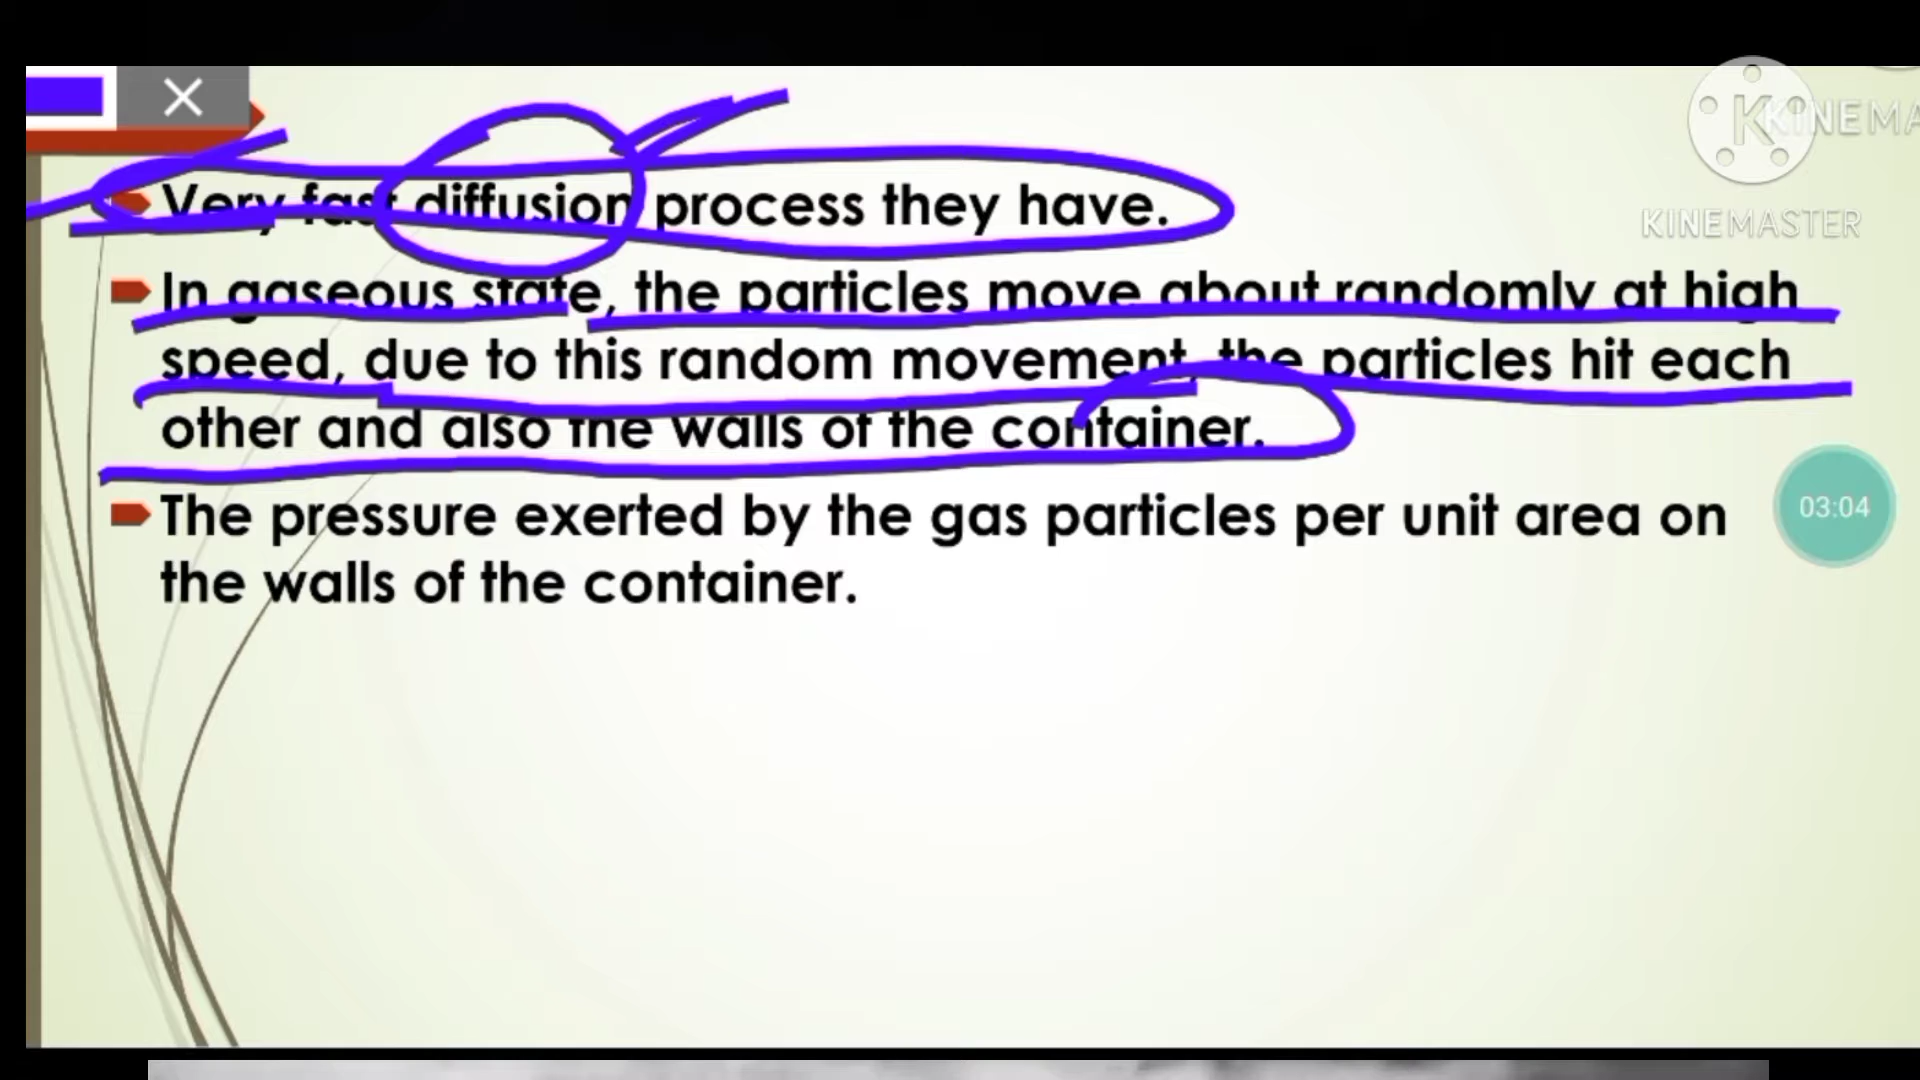 Very fast diffusion process they have.
In gaseous state, the particles move about randomly at high
speed, due to this random movement, the particles hit each
other and also the walls of the container.
The pressure exerted by the gas particles per unit area on
the walls of the container.
K
KINEMA
KINEMASTER
03:04